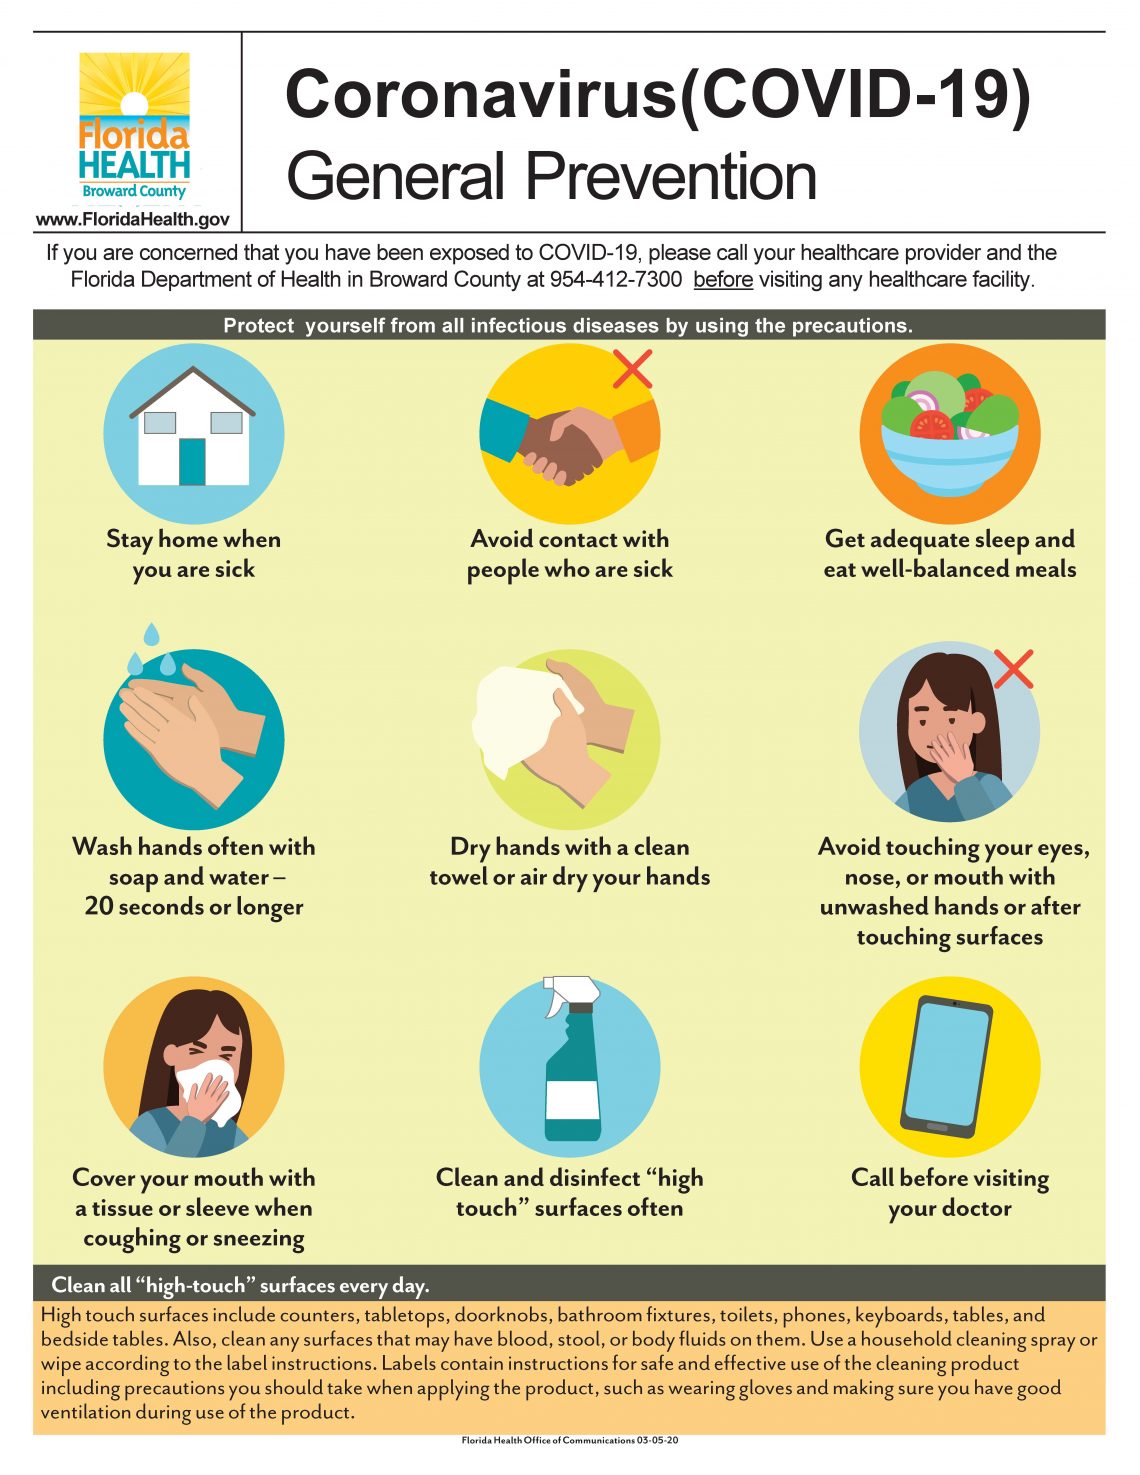 Florida
HEALTH
Broward County
www.FloridaHealth.gov
Coronavirus(COVID-19)
General Prevention
If you are concerned that you have been exposed to COVID-19, please call your healthcare provider and the
Florida Department of Health in Broward County at 954-412-7300 before visiting any healthcare facility.
Protect yourself from all infectious diseases by using the precautions.
Stay home when
you are sick
Avoid contact with
people who are sick
Get adequate sleep and
eat well-balanced meals
Wash hands often with
soap and water –
20 seconds or longer
Dry hands with a clean
towel or air dry your hands
Avoid touching your eyes,
nose, or mouth with
unwashed hands or after
touching surfaces
Cover your mouth with
a tissue or sleeve when
coughing or sneezing
Clean and disinfect “high
touch” surfaces often
Call before visiting
your doctor
Clean all “high-touch” surfaces every day.
High touch surfaces include counters, tabletops, doorknobs, bathroom fixtures, toilets, phones, keyboards, tables, and
bedside tables. Also, clean any surfaces that may have blood, stool, or body fluids on them. Use a household cleaning spray or
wipe according to the label instructions. Labels contain instructions for safe and effective use of the cleaning product
including precautions you should take when applying the product, such as wearing gloves and making sure you have good
ventilation during use of the product.
Florida Health Office of Communications 03-05-20